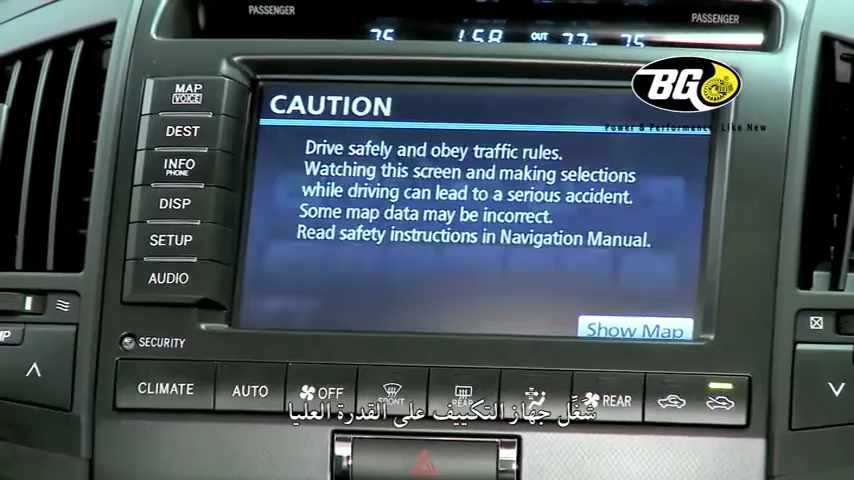 PASSENGER
PASSENGER
75 1:58 OUT 77 75
BG
Power & Performance. Like New
MAP
VOICE
DEST
INFO
PHONE
DISP
SETUP
AUDIO
CAUTION
Drive safely and obey traffic rules.
Watching this screen and making selections
while driving can lead to a serious accident.
Some map data may be incorrect.
Read safety instructions in Navigation Manual.
Show Map
SECURITY
CLIMATE
AUTO
OFF
FRONT
REAR
REAR
شَغِّل جهاز التكييف على القدرة العليا